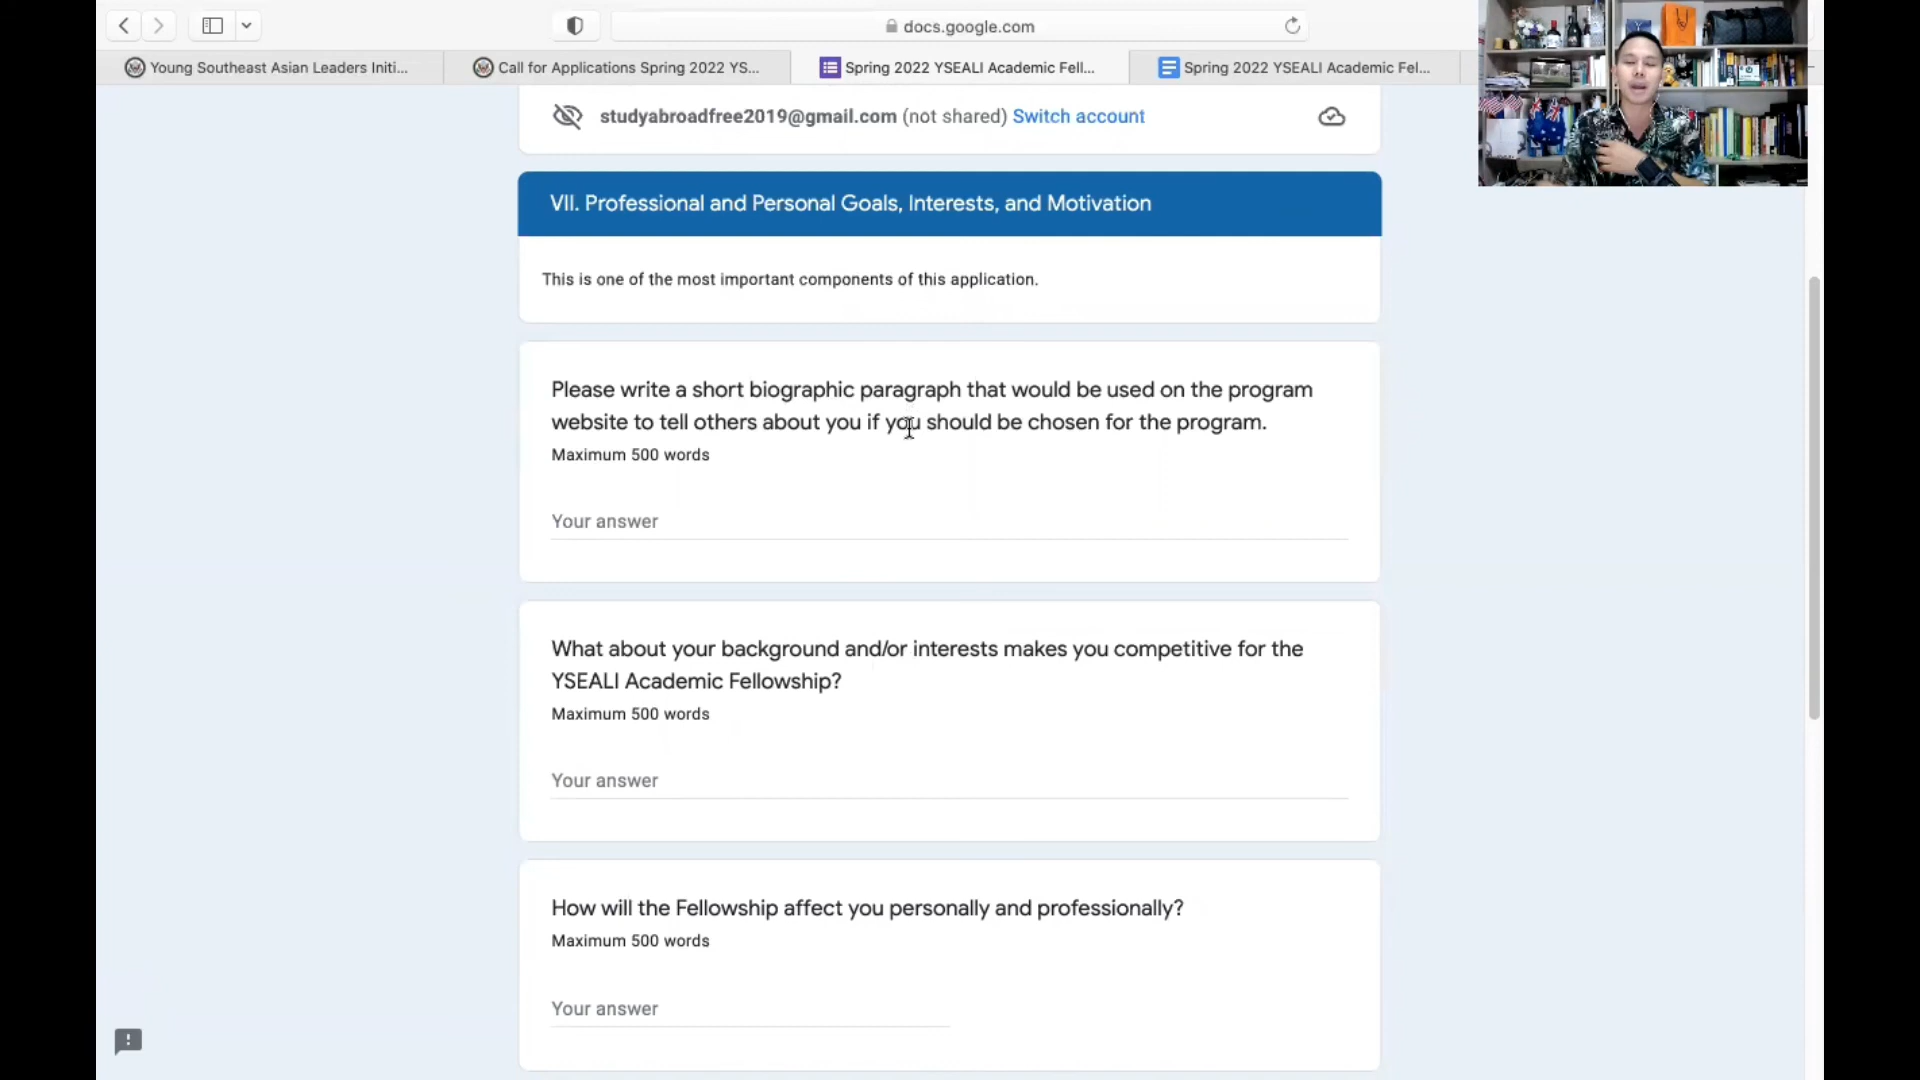 docs.google.com
Young Southeast Asian Leaders Initi...
Call for Applications Spring 2022 YS...
Spring 2022 YSEALI Academic Fell...
Spring 2022 YSEALI Academic Fel...
studyabroadfree2019@gmail.com (not shared) Switch account
VII. Professional and Personal Goals, Interests, and Motivation
This is one of the most important components of this application.
Please write a short biographic paragraph that would be used on the program
website to tell others about you if you should be chosen for the program.
Maximum 500 words
Your answer
What about your background and/or interests makes you competitive for the
YSEALI Academic Fellowship?
Maximum 500 words
Your answer
How will the Fellowship affect you personally and professionally?
Maximum 500 words
Your answer